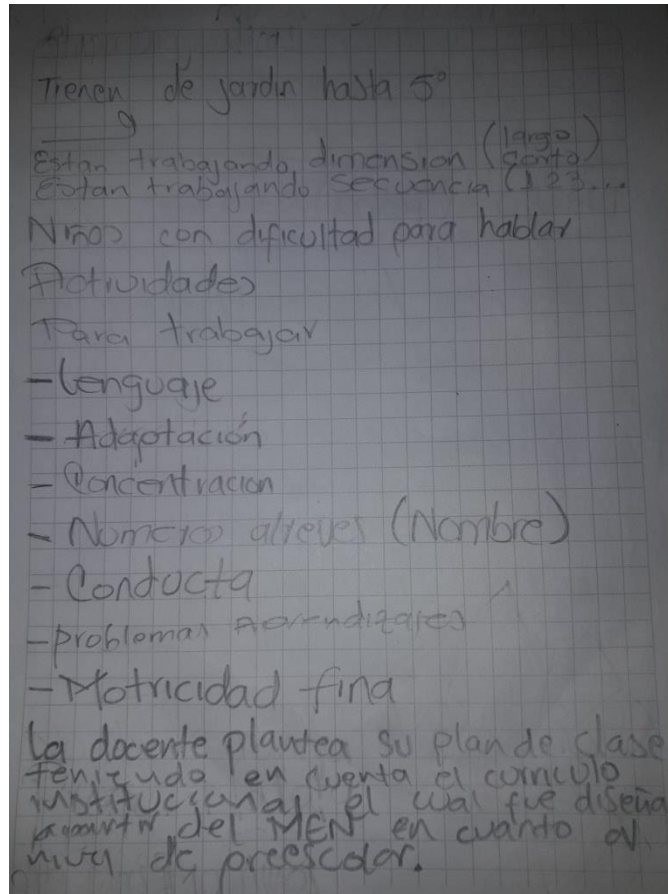 Tienen de jardin hasta 5°
9
Estan trabajando dimension (largo corto)
Estan trabajando secuencia (1 2 3...
Niños con dificultad para hablar
Actividades
Para trabajar
- Lenguaje
- Adaptación
- Concentracion
- Números alreves (Nombre)
- Conducta
- problemas Aprendizajes
- Motricidad fina
la docente plantea su plan de clase
teniendo en cuenta el curriculo
institucional el cual fue diseña
apartir del MEN en cuanto al
nivel de preescolar.